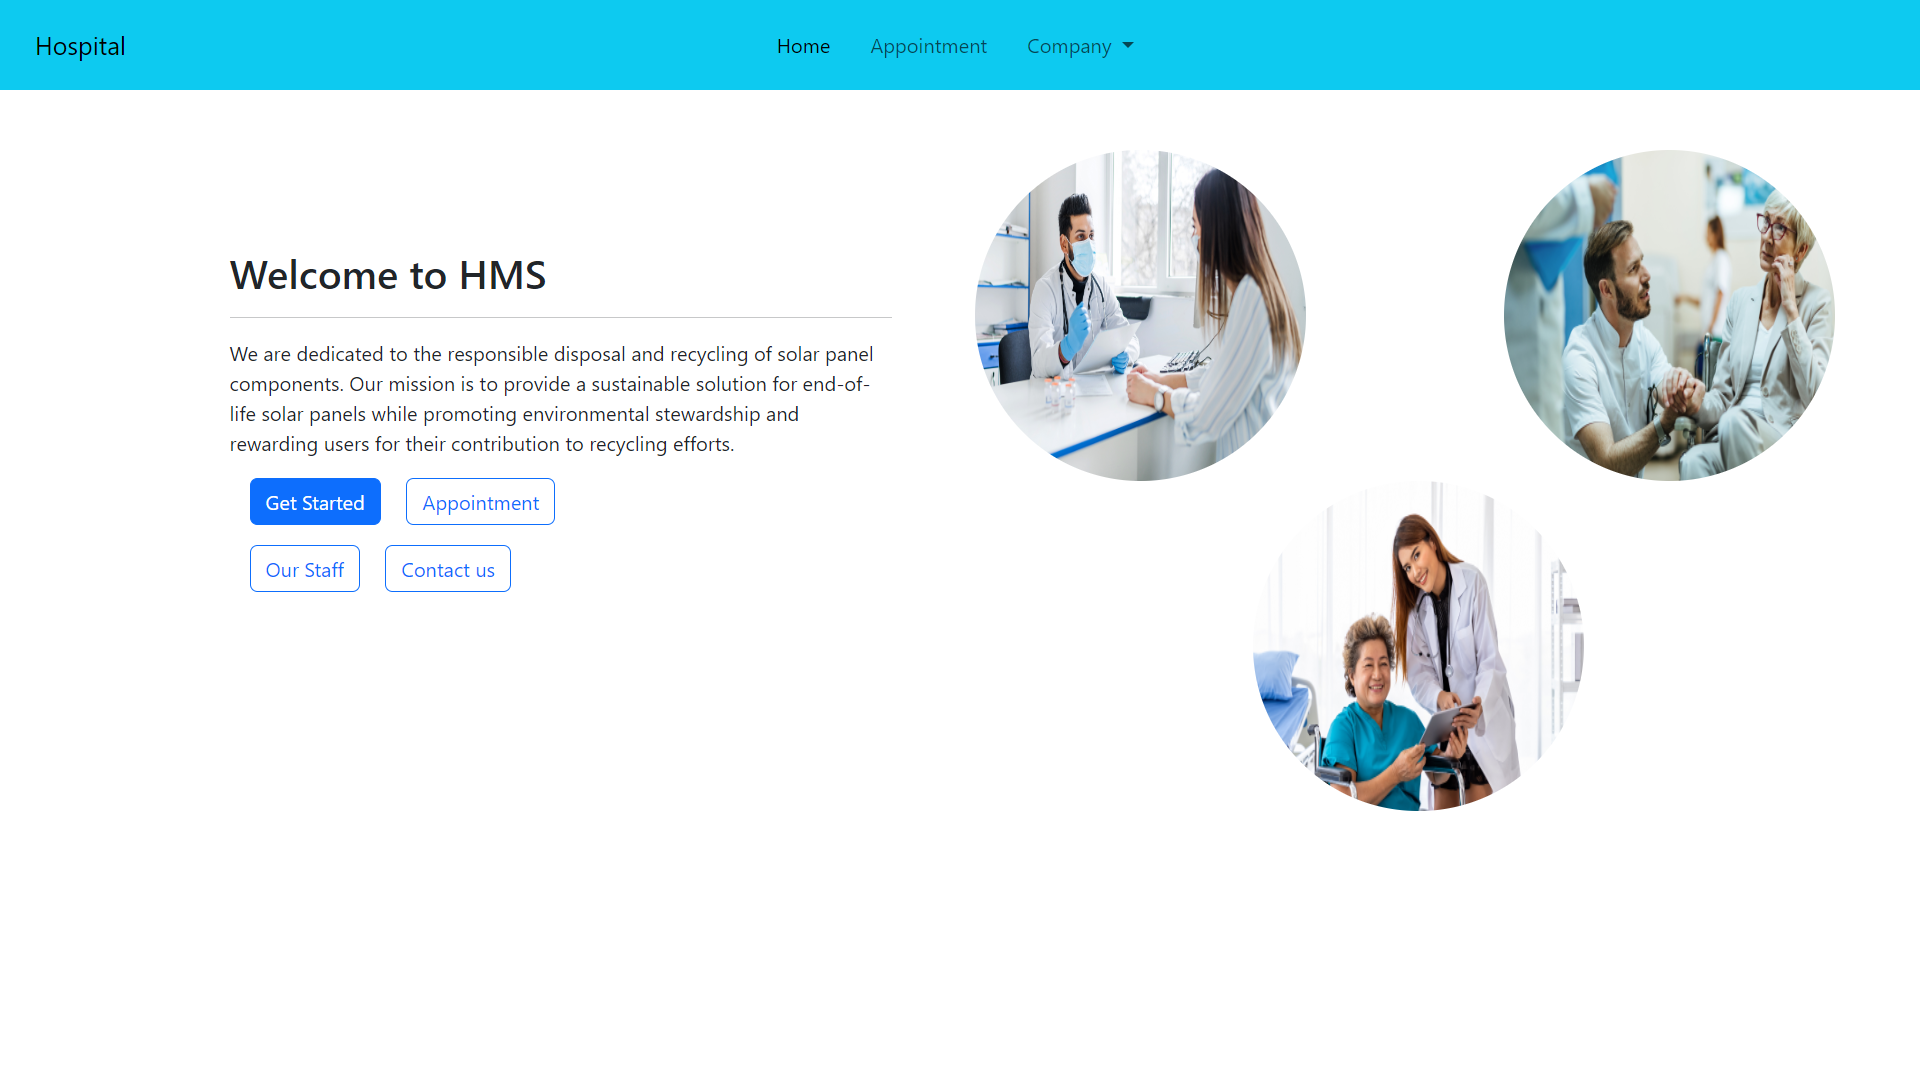 Hospital
Home
Appointment
Company
Welcome to HMS
We are dedicated to the responsible disposal and recycling of solar panel
components. Our mission is to provide a sustainable solution for end-of-
life solar panels while promoting environmental stewardship and
rewarding users for their contribution to recycling efforts.
Get Started
Appointment
Our Staff
Contact us